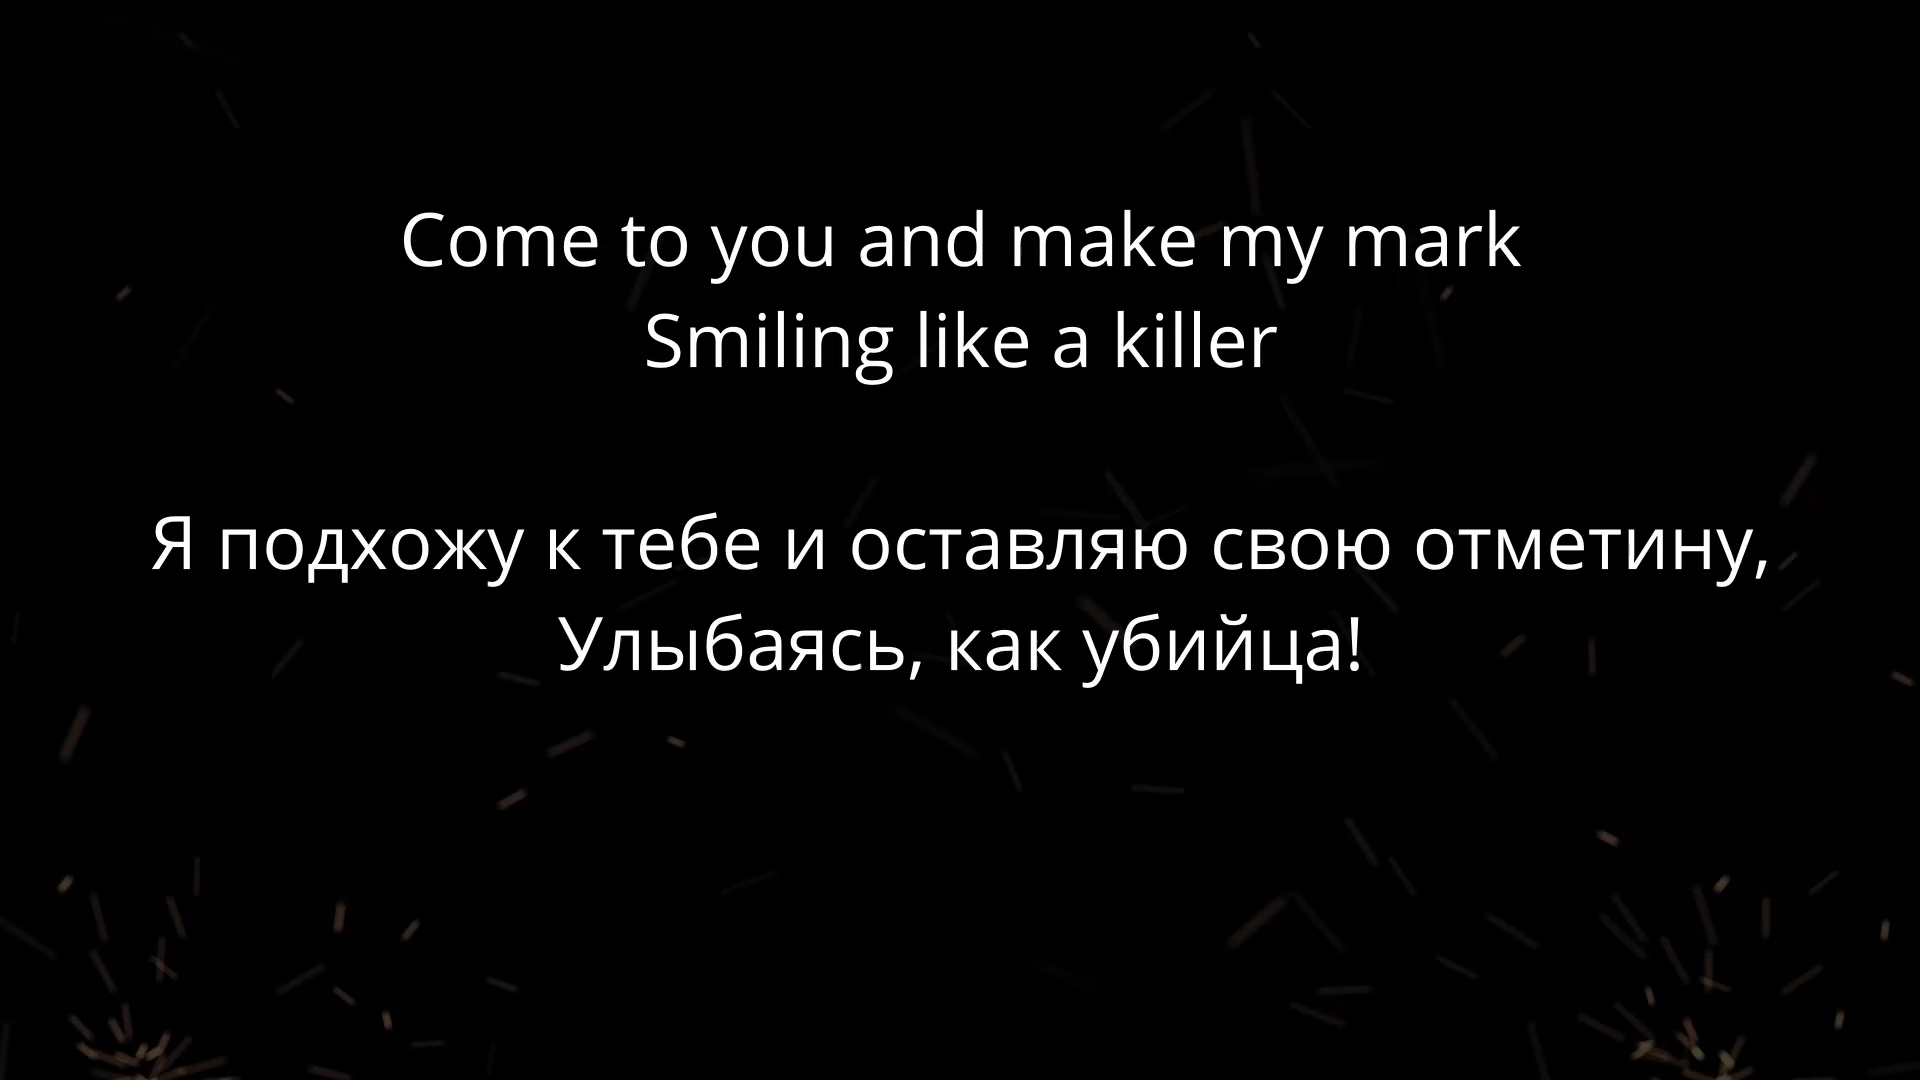 Come to you and make my mark
Smiling like a killer
Я подхожу к тебе и оставляю свою отметину,
Улыбаясь, как убийца!